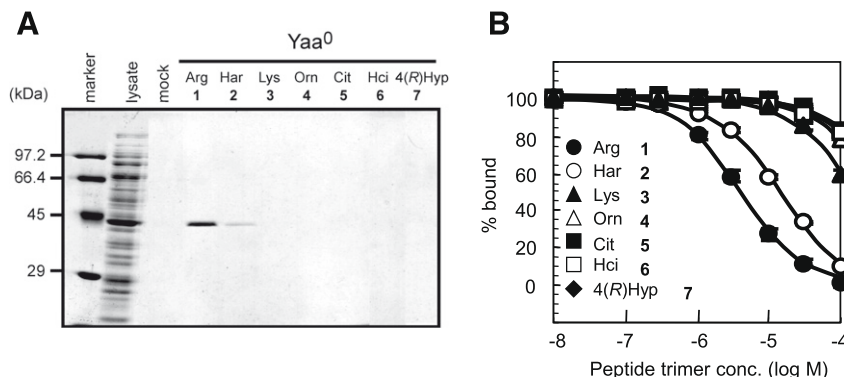 A
Yaa0
marker
lysate
mock
Arg Har Lys Orn Cit Hci 4(R)Hyp
1 2 3 4 5 6 7
(kDa)
97.2
66.4
45
29
B
100
80
60
40
20
0
% bound
Arg 1
Har 2
Lys 3
Orn 4
Cit 5
Hci 6
4(R)Hyp 7
-8 -7 -6 -5 -4
Peptide trimer conc. (log M)